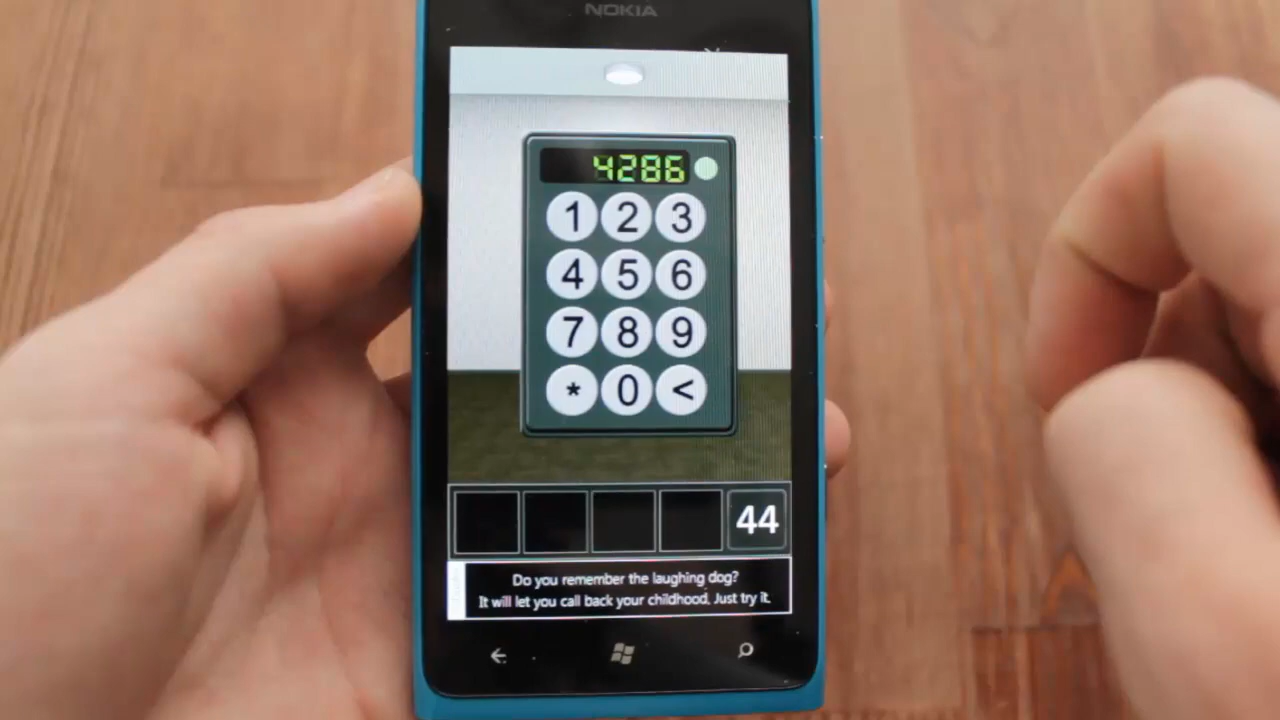 NOKIA
4286
1 2 3
4 5 6
7 8 9
* 0 <
44
Do you remember the laughing dog?
It will let you call back your childhood. Just try it.